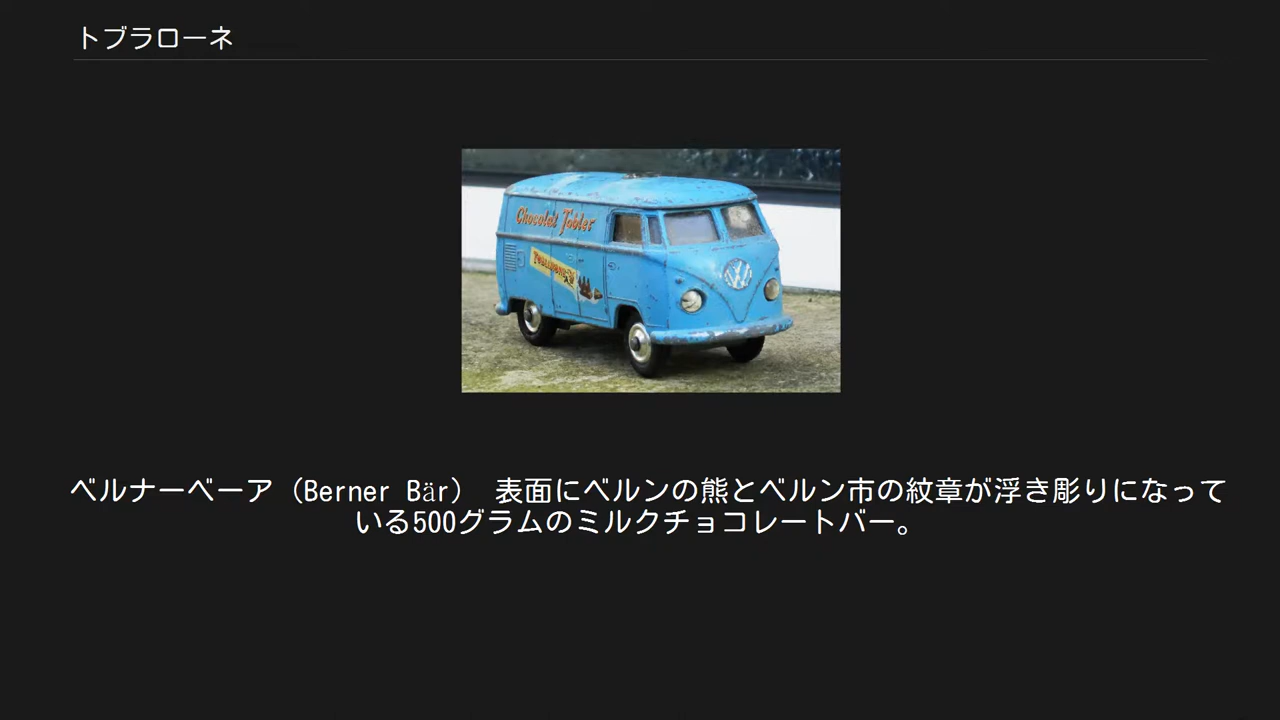 トブラローネ
Chocolat Tobler
TOBLERONE
ベルナーベーア（Berner Bär） 表面にベルンの熊とベルン市の紋章が浮き彫りになって
いる500グラムのミルクチョコレートバー。